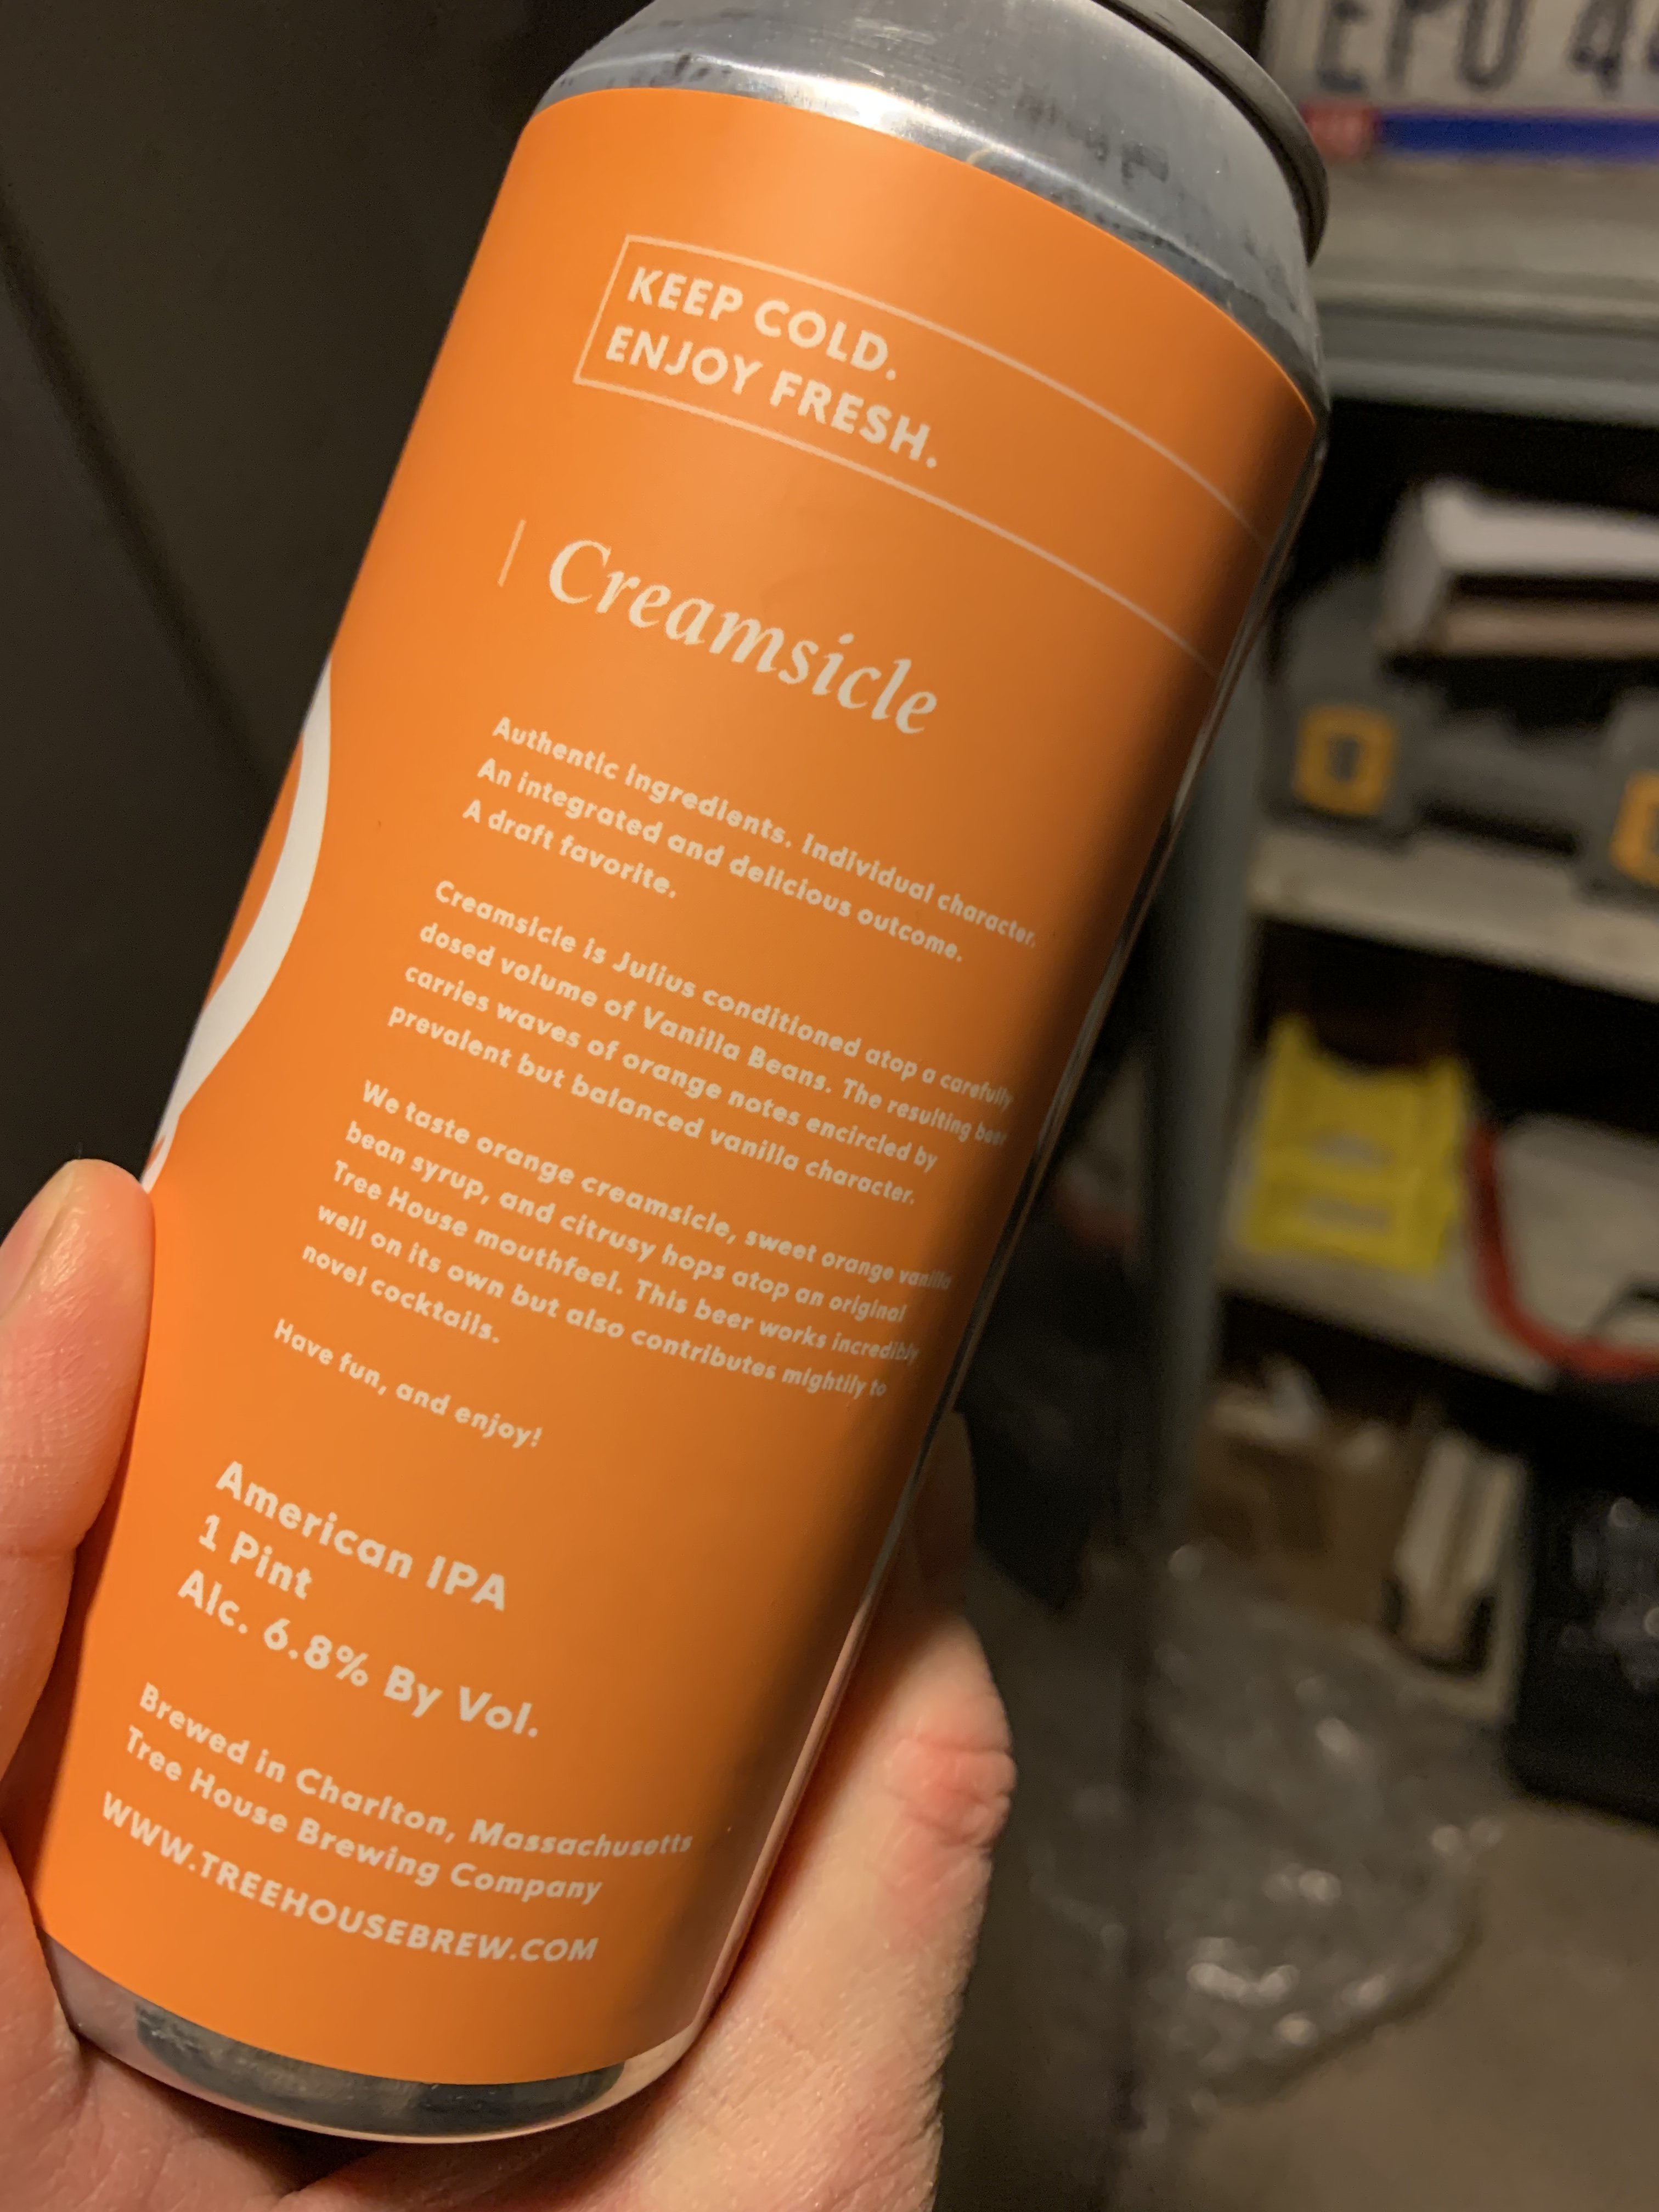 EPU 4
KEEP COLD.
ENJOY FRESH.
Creamsicle
Authentic ingredients. Individual character.
An integrated and delicious outcome.
A draft favorite.
Creamsicle is Julius conditioned atop a carefully
dosed volume of Vanilla Beans. The resulting beer
carries waves of orange notes encircled by
prevalent but balanced vanilla character.
We taste orange creamsicle, sweet orange vanilla
bean syrup, and citrusy hops atop an original
Tree House mouthfeel. This beer works incredibly
well on its own but also contributes mightily to
novel cocktails.
Have fun, and enjoy!
American IPA
1 Pint
Alc. 6.8% By Vol.
Brewed in Charlton, Massachusetts
Tree House Brewing Company
WWW.TREEHOUSEBREW.COM